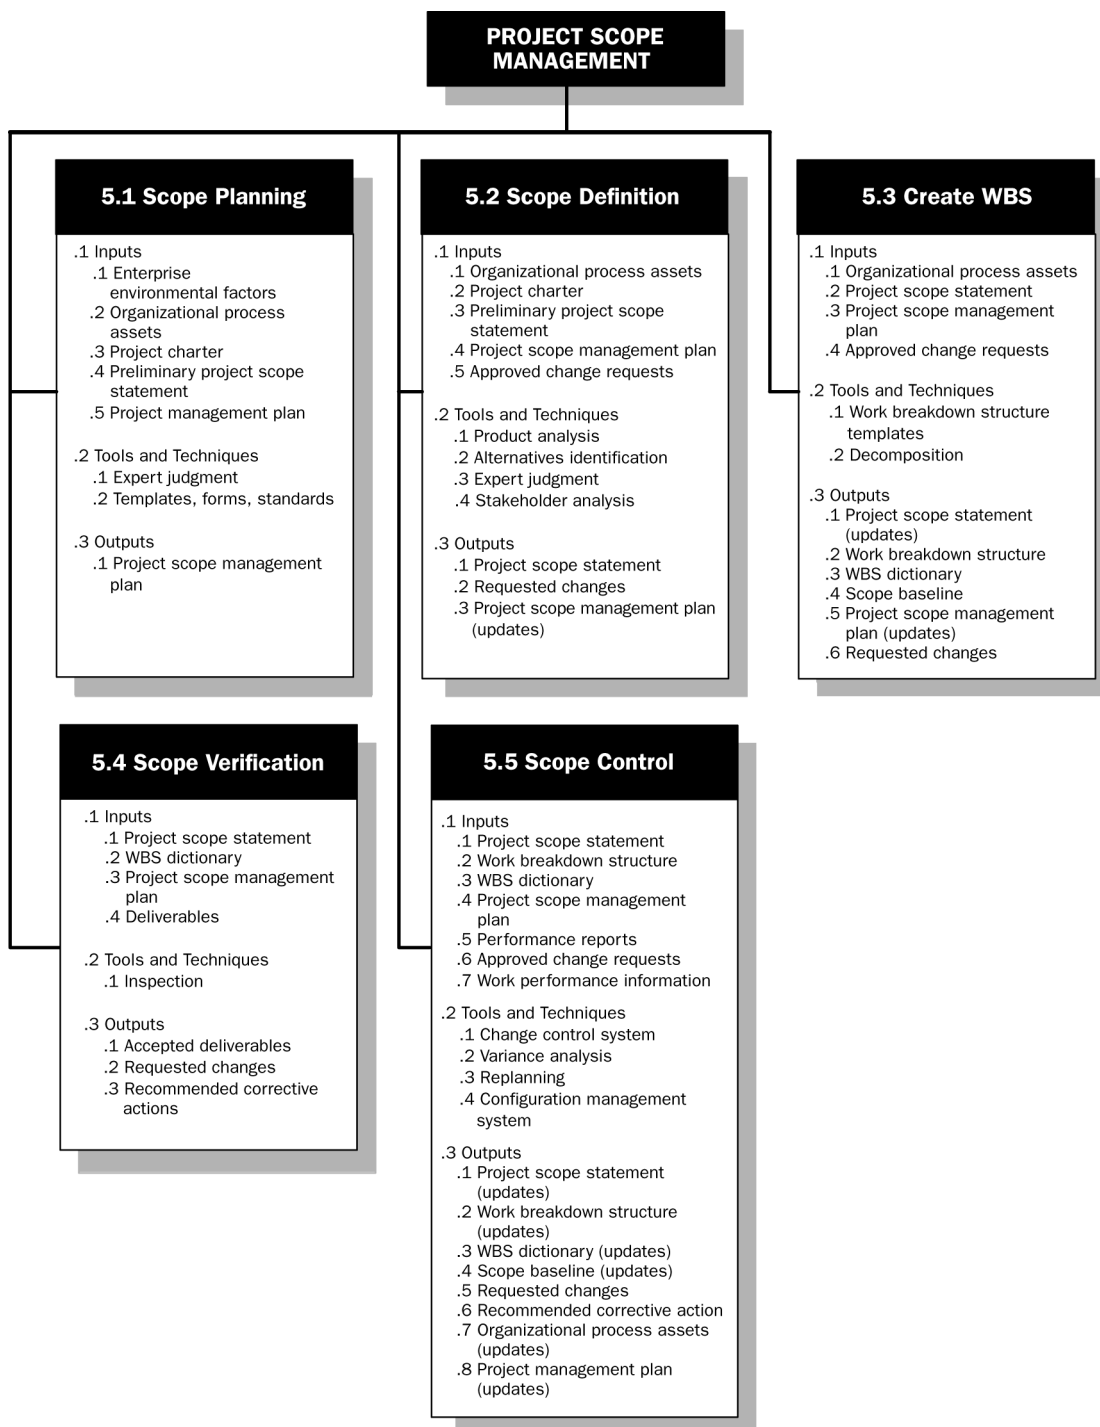 PROJECT SCOPE
MANAGEMENT
5.1 Scope Planning
.1 Inputs
.1 Enterprise
environmental factors
.2 Organizational process
assets
.3 Project charter
.4 Preliminary project scope
statement
.5 Project management plan
.2 Tools and Techniques
.1 Expert judgment
.2 Templates, forms, standards
.3 Outputs
.1 Project scope management
plan
5.2 Scope Definition
.1 Inputs
.1 Organizational process assets
.2 Project charter
.3 Preliminary project scope
statement
.4 Project scope management plan
.5 Approved change requests
.2 Tools and Techniques
.1 Product analysis
.2 Alternatives identification
.3 Expert judgment
.4 Stakeholder analysis
.3 Outputs
.1 Project scope statement
.2 Requested changes
.3 Project scope management plan
(updates)
5.3 Create WBS
.1 Inputs
.1 Organizational process assets
.2 Project scope statement
.3 Project scope management
plan
.4 Approved change requests
.2 Tools and Techniques
.1 Work breakdown structure
templates
.2 Decomposition
.3 Outputs
.1 Project scope statement
(updates)
.2 Work breakdown structure
.3 WBS dictionary
.4 Scope baseline
.5 Project scope management
plan (updates)
.6 Requested changes
5.4 Scope Verification
.1 Inputs
.1 Project scope statement
.2 WBS dictionary
.3 Project scope management
plan
.4 Deliverables
.2 Tools and Techniques
.1 Inspection
.3 Outputs
.1 Accepted deliverables
.2 Requested changes
.3 Recommended corrective
actions
5.5 Scope Control
.1 Inputs
.1 Project scope statement
.2 Work breakdown structure
.3 WBS dictionary
.4 Project scope management
plan
.5 Performance reports
.6 Approved change requests
.7 Work performance information
.2 Tools and Techniques
.1 Change control system
.2 Variance analysis
.3 Replanning
.4 Configuration management
system
.3 Outputs
.1 Project scope statement
(updates)
.2 Work breakdown structure
(updates)
.3 WBS dictionary (updates)
.4 Scope baseline (updates)
.5 Requested changes
.6 Recommended corrective action
.7 Organizational process assets
(updates)
.8 Project management plan
(updates)